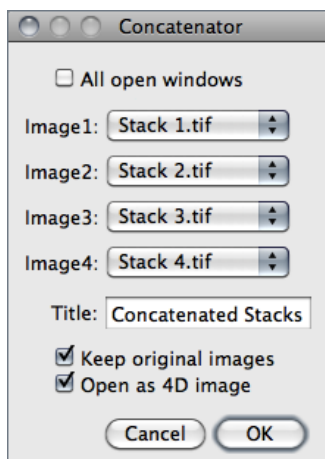 Concatenator
All open windows
Image1: Stack 1.tif
Image2: Stack 2.tif
Image3: Stack 3.tif
Image4: Stack 4.tif
Title: Concatenated Stacks
Keep original images
Open as 4D image
Cancel OK